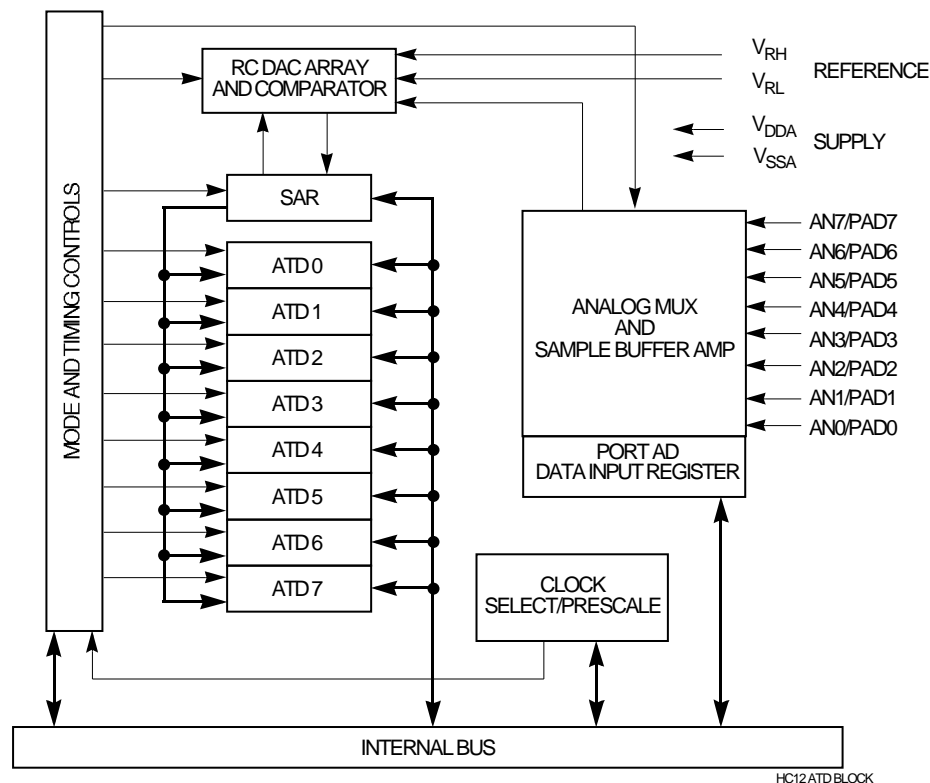 MODE AND TIMING CONTROLS
RC DAC ARRAY
AND COMPARATOR
V_RH
V_RL
REFERENCE
V_DDA
V_SSA
SUPPLY
SAR
ATD 0
ATD 1
ATD 2
ATD 3
ATD 4
ATD 5
ATD 6
ATD 7
ANALOG MUX
AND
SAMPLE BUFFER AMP
AN7/PAD7
AN6/PAD6
AN5/PAD5
AN4/PAD4
AN3/PAD3
AN2/PAD2
AN1/PAD1
AN0/PAD0
PORT AD
DATA INPUT REGISTER
CLOCK
SELECT/PRESCALE
INTERNAL BUS
HC12 ATD BLOCK